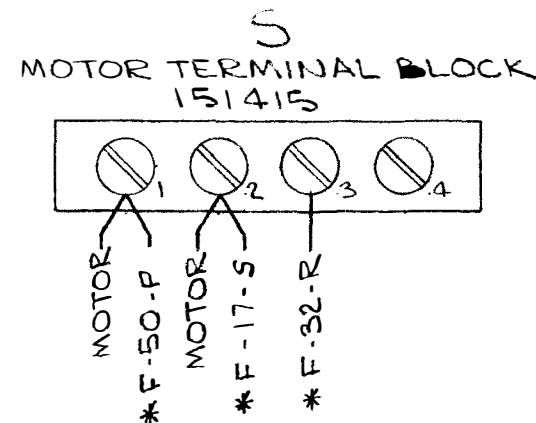 S
MOTOR TERMINAL BLOCK
151415
1
2
3
4
MOTOR
*F-50-P
MOTOR
*F-17-S
*F-32-R